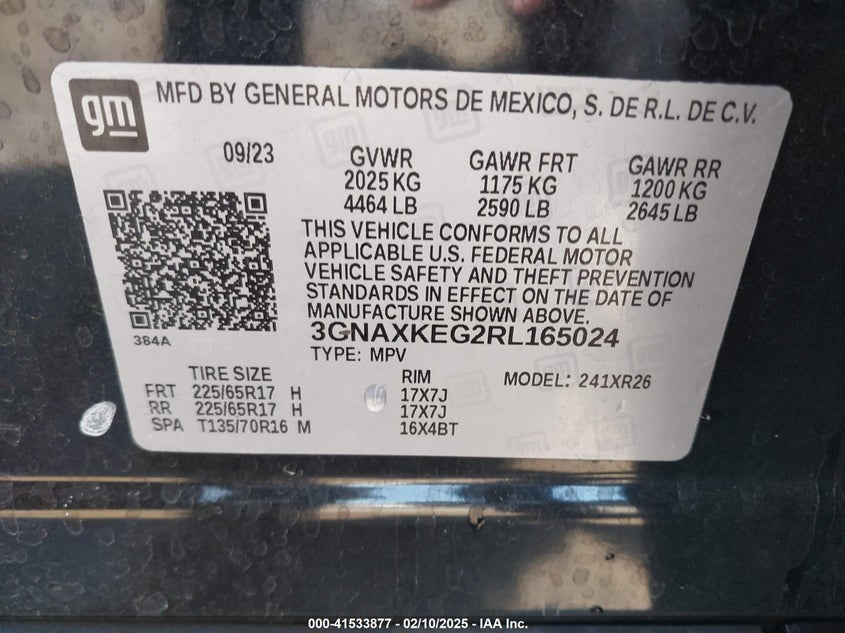 gm
MFD BY GENERAL MOTORS DE MEXICO, S. DE R.L. DE C.V.
09/23 GVWR GAWR FRT GAWR RR
2025 KG 1175 KG 1200 KG
4464 LB 2590 LB 2645 LB
THIS VEHICLE CONFORMS TO ALL
APPLICABLE U.S. FEDERAL MOTOR
VEHICLE SAFETY AND THEFT PREVENTION
STANDARDS IN EFFECT ON THE DATE OF
MANUFACTURE SHOWN ABOVE.
3GNAXKEG2RL165024
384A
TYPE: MPV
TIRE SIZE RIM MODEL: 241XR26
FRT 225/65R17 H 17X7J
RR 225/65R17 H 17X7J
SPA T135/70R16 M 16X4BT
000-41533877 - 02/10/2025 - IAA Inc.